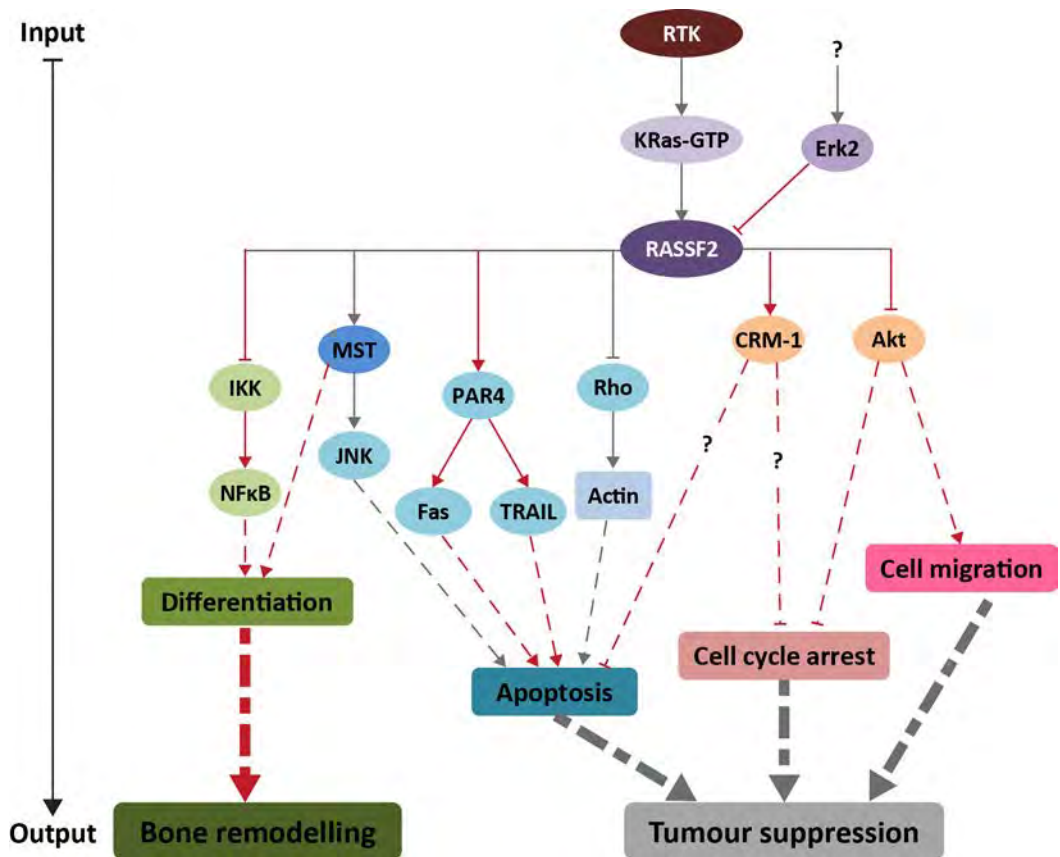 Input
RTK
?
KRas-GTP
Erk2
RASSF2
MST
CRM-1
Akt
IKK
PAR4
Rho
JNK
?
?
NFκB
Fas
TRAIL
Actin
Cell migration
Differentiation
Cell cycle arrest
Apoptosis
Output
Bone remodelling
Tumour suppression